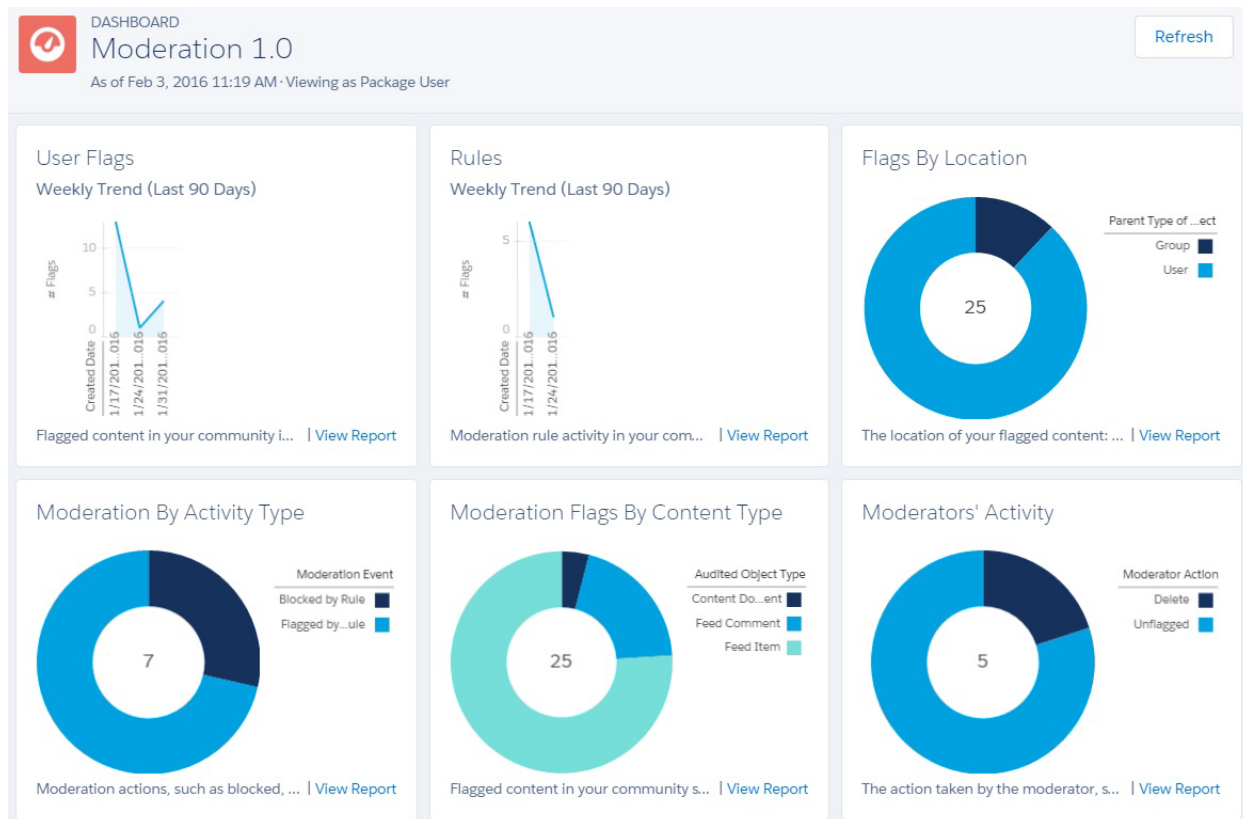 DASHBOARD
Moderation 1.0
As of Feb 3, 2016 11:19 AM · Viewing as Package User
Refresh
User Flags
Weekly Trend (Last 90 Days)
# Flags
10
5
0
Created Date
1/17/201...016
1/24/201...016
1/31/201...016
Flagged content in your community i... | View Report
Rules
Weekly Trend (Last 90 Days)
# Flags
5
0
Created Date
1/17/201...016
1/24/201...016
Moderation rule activity in your com... | View Report
Flags By Location
25
Parent Type of ...ect
Group
User
The location of your flagged content: ... | View Report
Moderation By Activity Type
7
Moderation Event
Blocked by Rule
Flagged by...ule
Moderation actions, such as blocked, ... | View Report
Moderation Flags By Content Type
25
Audited Object Type
Content Do...ent
Feed Comment
Feed Item
Flagged content in your community s... | View Report
Moderators' Activity
5
Moderator Action
Delete
Unflagged
The action taken by the moderator, s... | View Report